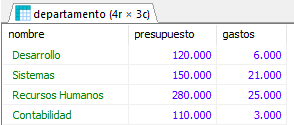 departamento (4r × 3c)
nombre presupuesto gastos
Desarrollo 120.000 6.000
Sistemas 150.000 21.000
Recursos Humanos 280.000 25.000
Contabilidad 110.000 3.000